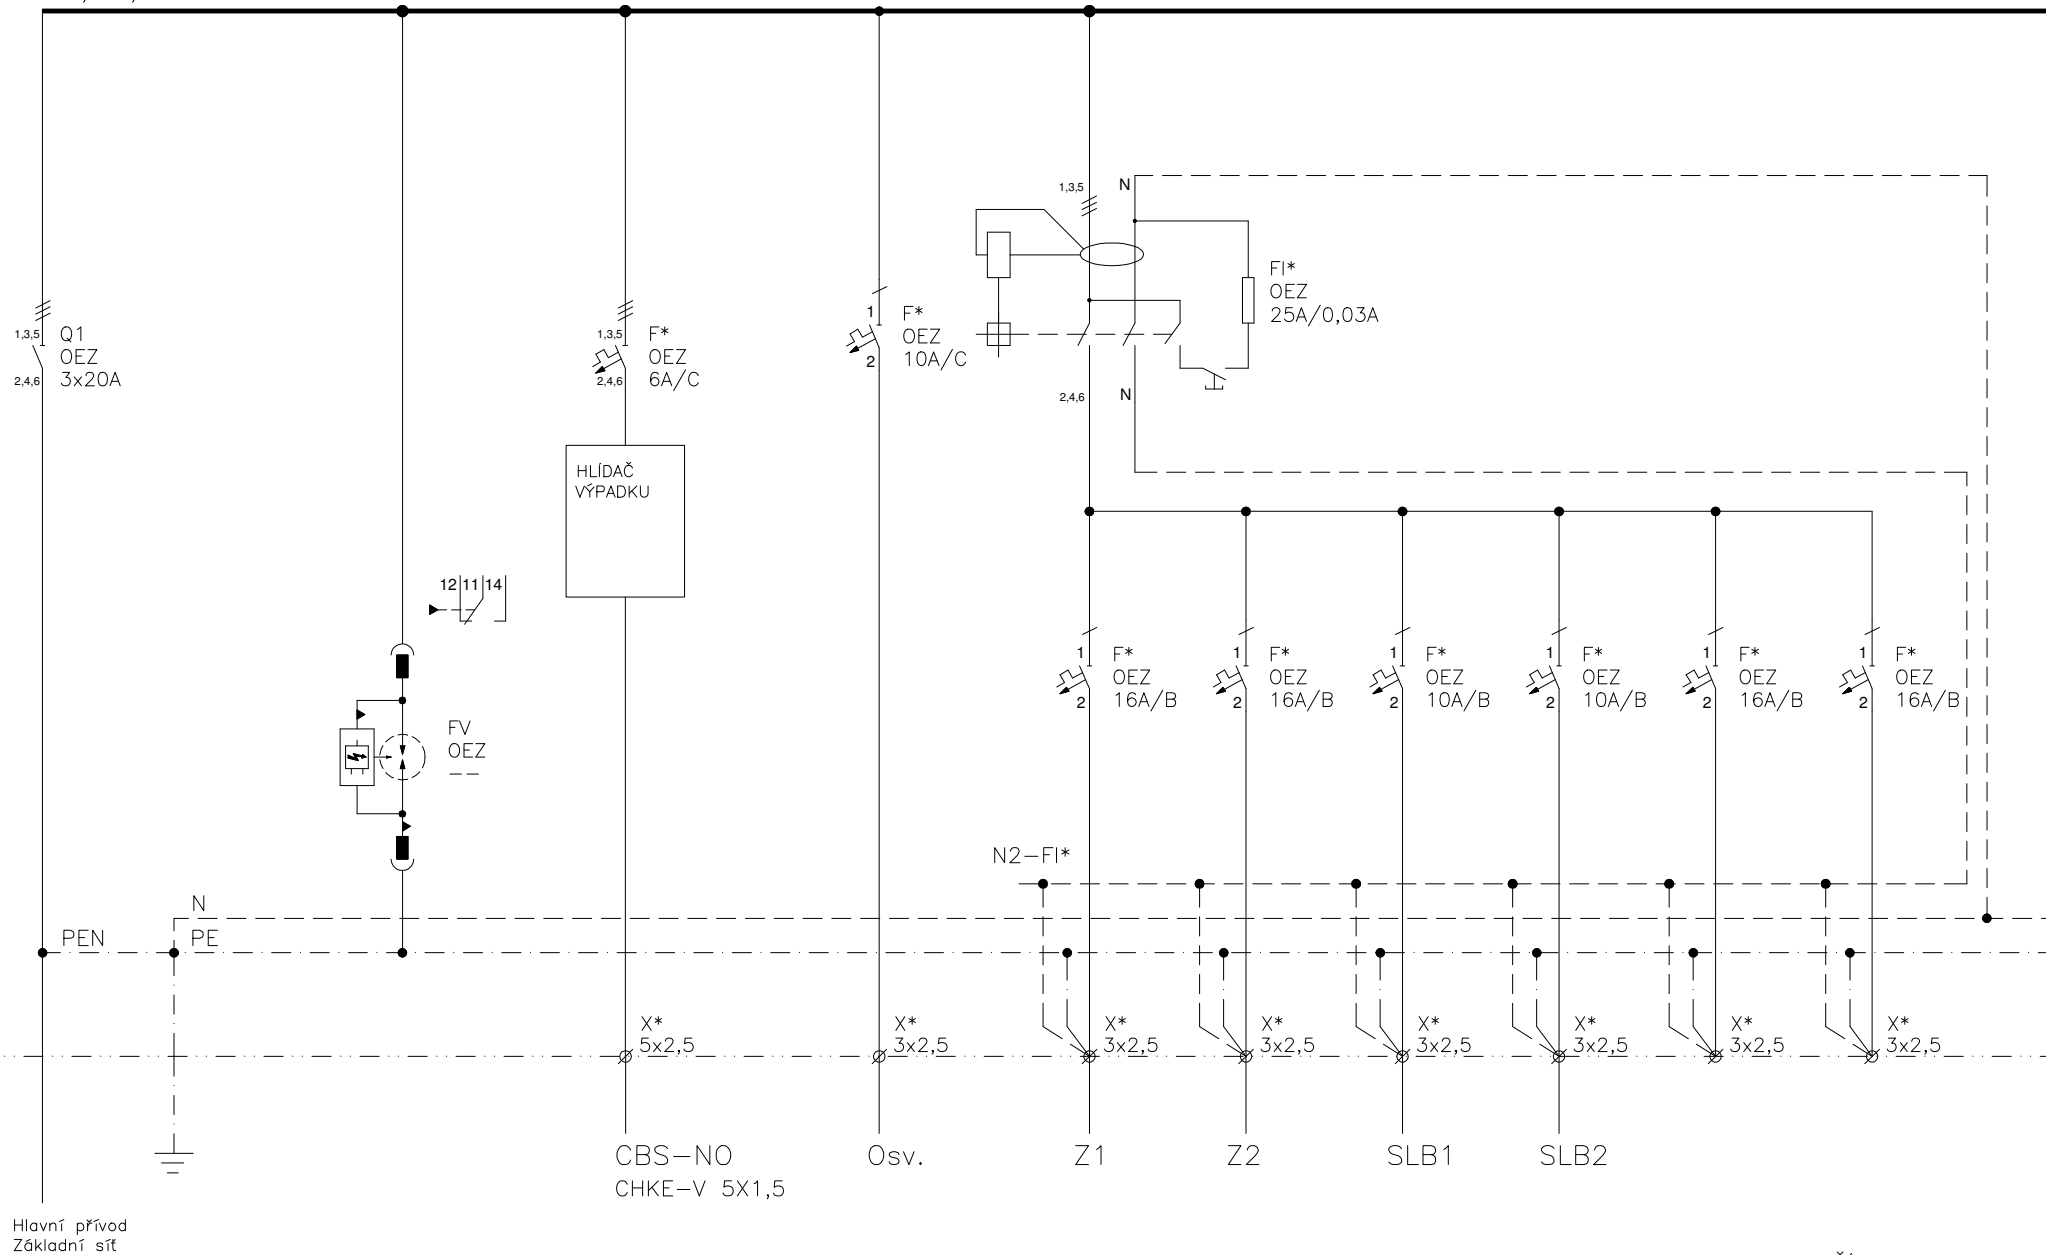 1,3,5
N
FI*
OEZ
25A/0,03A
1,3,5
Q1
OEZ
2,4,6
3x20A
1,3,5
F*
OEZ
2,4,6
6A/C
1
F*
OEZ
2
10A/C
2,4,6
N
HLÍDAČ
VÝPADKU
12 11 14
1
F*
OEZ
2
16A/B
1
F*
OEZ
2
16A/B
1
F*
OEZ
2
10A/B
1
F*
OEZ
2
10A/B
1
F*
OEZ
2
16A/B
1
F*
OEZ
2
16A/B
FV
OEZ
--
N2-FI*
N
PEN
PE
X*
5x2,5
X*
3x2,5
X*
3x2,5
X*
3x2,5
X*
3x2,5
X*
3x2,5
X*
3x2,5
X*
3x2,5
CBS-NO
CHKE-V 5X1,5
Osv.
Z1
Z2
SLB1
SLB2
Hlavní přívod
Základní síť